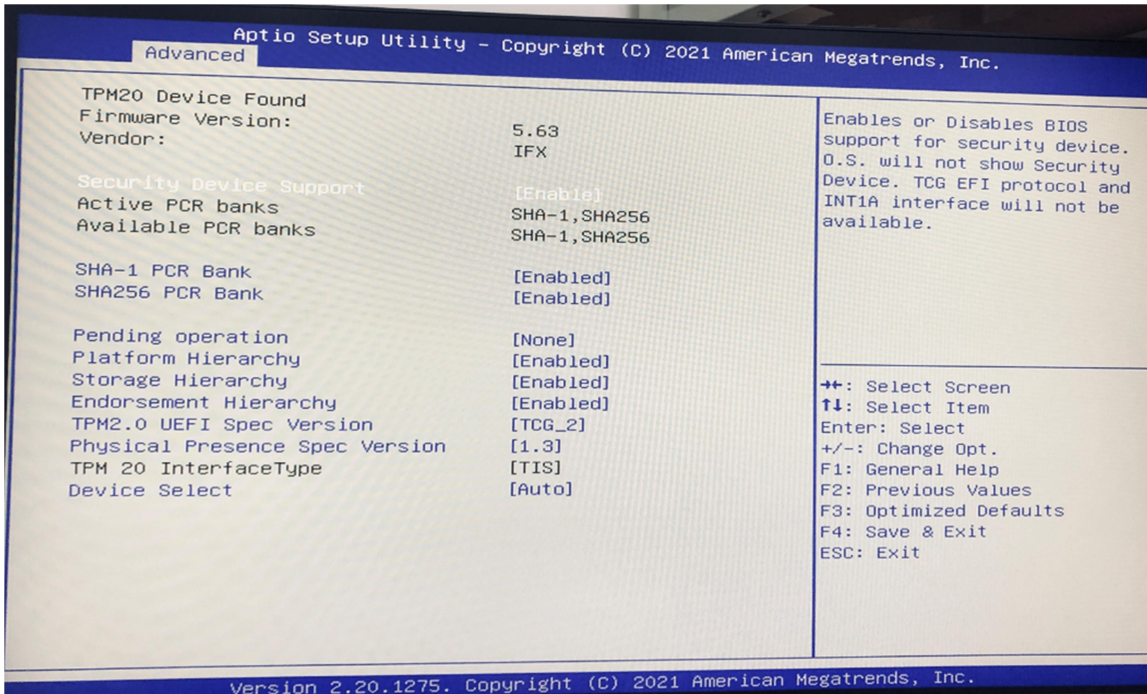 Aptio Setup Utility – Copyright (C) 2021 American Megatrends, Inc.
Advanced
TPM20 Device Found
Firmware Version: 5.63
Vendor: IFX
Security Device Support [Enable]
Active PCR banks SHA-1,SHA256
Available PCR banks SHA-1,SHA256
SHA-1 PCR Bank [Enabled]
SHA256 PCR Bank [Enabled]
Pending operation [None]
Platform Hierarchy [Enabled]
Storage Hierarchy [Enabled]
Endorsement Hierarchy [Enabled]
TPM2.0 UEFI Spec Version [TCG_2]
Physical Presence Spec Version [1.3]
TPM 20 InterfaceType [TIS]
Device Select [Auto]
Enables or Disables BIOS
support for security device.
O.S. will not show Security
Device. TCG EFI protocol and
INT1A interface will not be
available.
→←: Select Screen
↑↓: Select Item
Enter: Select
+/-: Change Opt.
F1: General Help
F2: Previous Values
F3: Optimized Defaults
F4: Save & Exit
ESC: Exit
Version 2.20.1275. Copyright (C) 2021 American Megatrends, Inc.